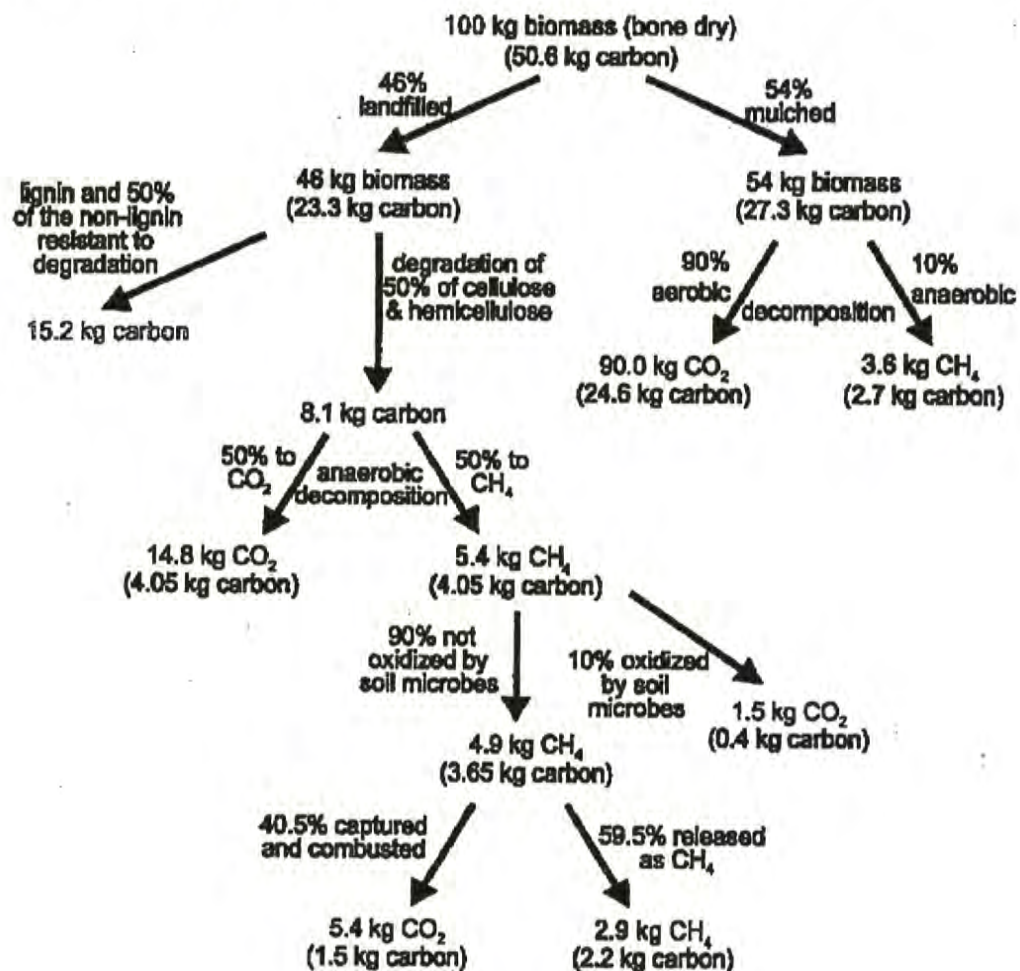 100 kg biomass (bone dry)
(50.6 kg carbon)
46%
landfilled
54%
mulched
46 kg biomass
(23.3 kg carbon)
54 kg biomass
(27.3 kg carbon)
lignin and 50%
of the non-lignin
resistant to
degradation
degradation of
50% of cellulose
& hemicellulose
90%
aerobic
10%
anaerobic
decomposition
15.2 kg carbon
90.0 kg CO₂
(24.6 kg carbon)
3.6 kg CH₄
(2.7 kg carbon)
8.1 kg carbon
50% to
CO₂
anaerobic
decomposition
50% to
CH₄
14.8 kg CO₂
(4.05 kg carbon)
5.4 kg CH₄
(4.05 kg carbon)
90% not
oxidized by
soil microbes
10% oxidized
by soil
microbes
1.5 kg CO₂
(0.4 kg carbon)
4.9 kg CH₄
(3.65 kg carbon)
40.5% captured
and combusted
59.5% released
as CH₄
5.4 kg CO₂
(1.5 kg carbon)
2.9 kg CH₄
(2.2 kg carbon)